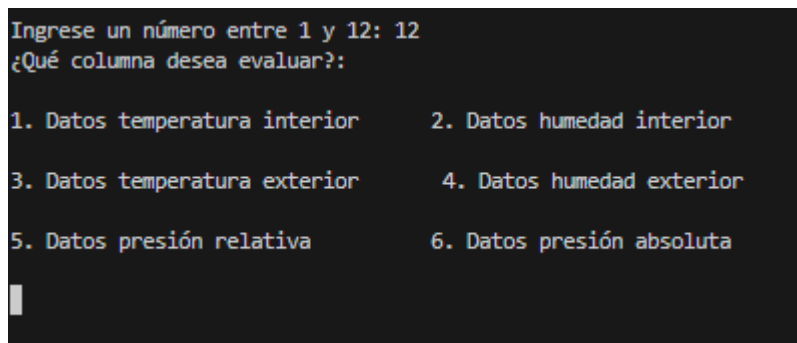 Ingrese un número entre 1 y 12: 12
¿Qué columna desea evaluar?:
1. Datos temperatura interior 2. Datos humedad interior
3. Datos temperatura exterior 4. Datos humedad exterior
5. Datos presión relativa 6. Datos presión absoluta